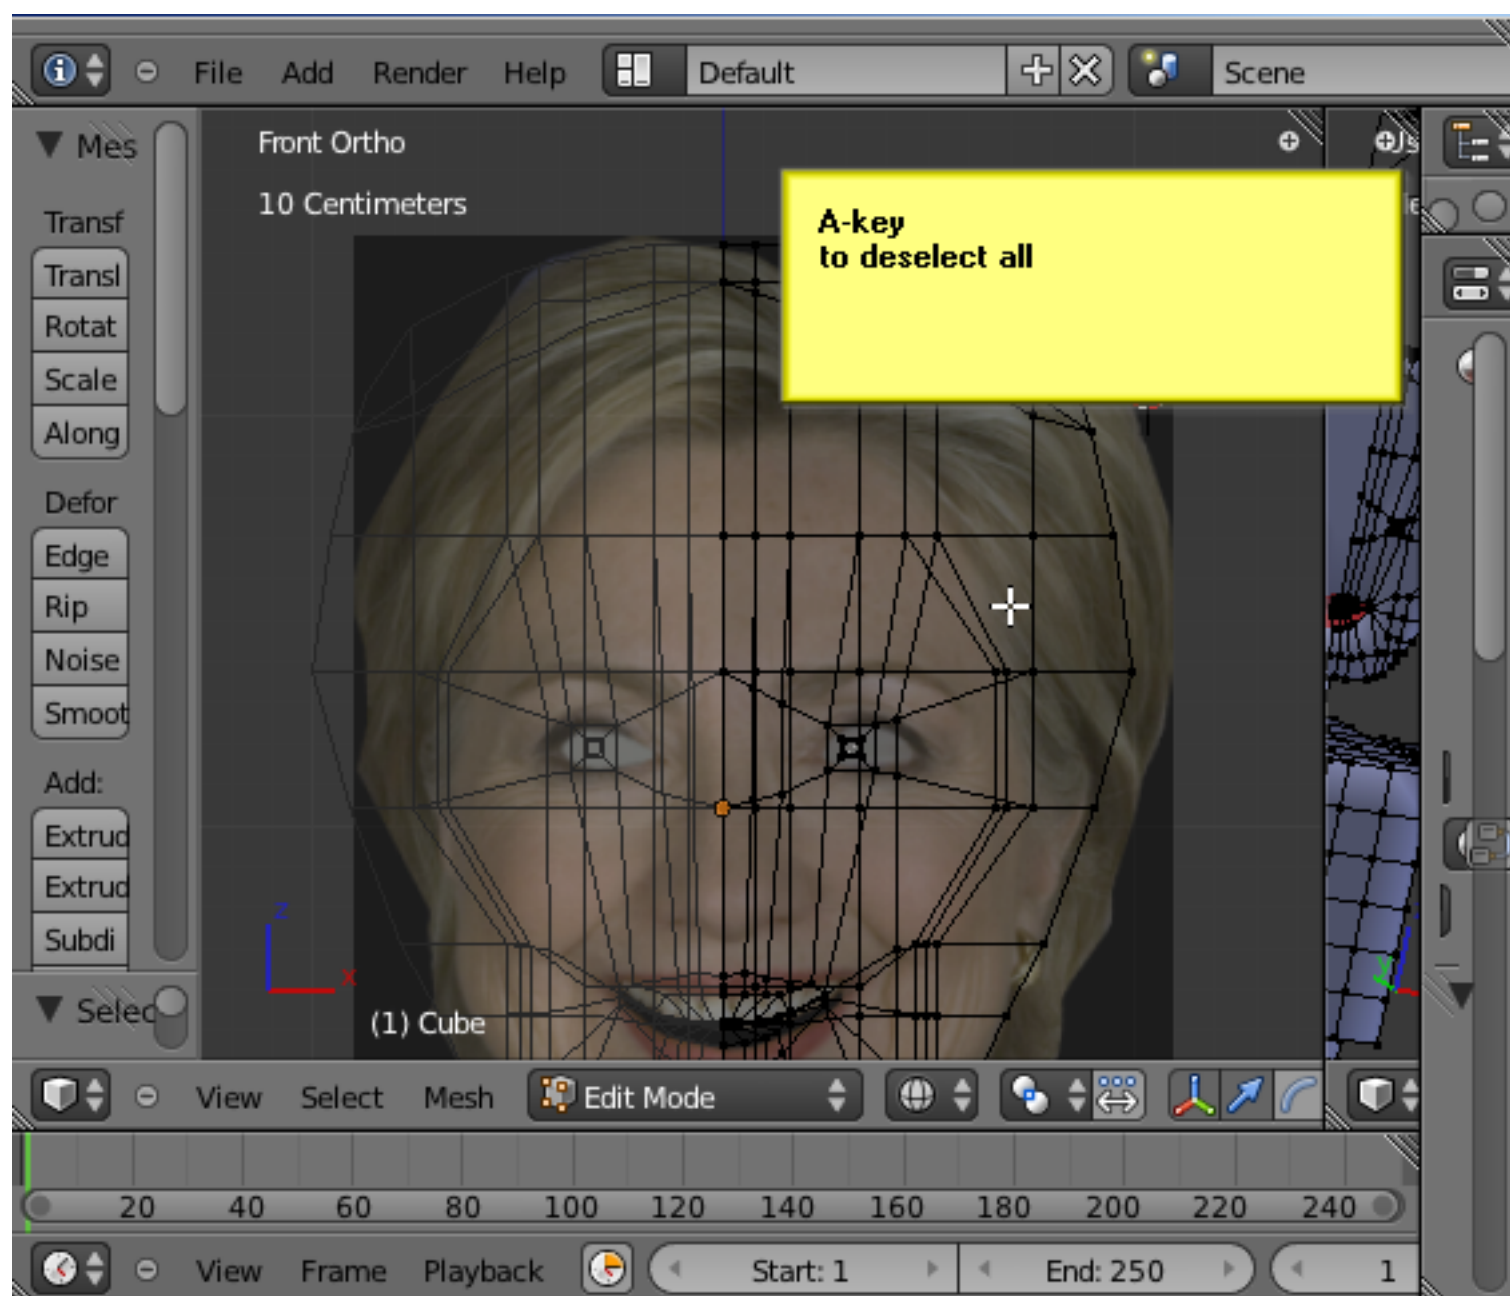 File Add Render Help Default Scene
Mes
Front Ortho
10 Centimeters
A-key
to deselect all
Transf
Transl
Rotat
Scale
Along
Defor
Edge
Rip
Noise
Smoot
Add:
Extrud
Extrud
Subdi
Selec
z
x
y
(1) Cube
View Select Mesh Edit Mode
20 40 60 80 100 120 140 160 180 200 220 240
View Frame Playback Start: 1 End: 250 1